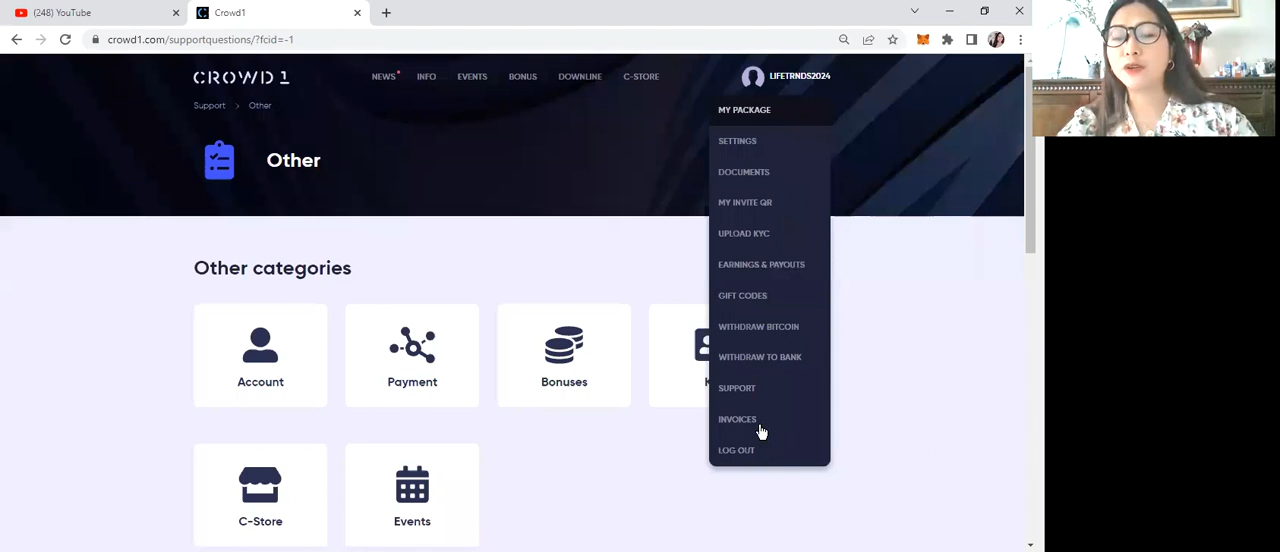 (248) YouTube
Crowd1
crowd1.com/supportquestions/?fcid=-1
CROWD 1
NEWS
INFO
EVENTS
BONUS
DOWNLINE
C-STORE
LIFETRNDS2024
Support > Other
Other
MY PACKAGE
SETTINGS
DOCUMENTS
MY INVITE QR
UPLOAD KYC
EARNINGS & PAYOUTS
GIFT CODES
WITHDRAW BITCOIN
WITHDRAW TO BANK
SUPPORT
INVOICES
LOG OUT
Other categories
Account
Payment
Bonuses
C-Store
Events